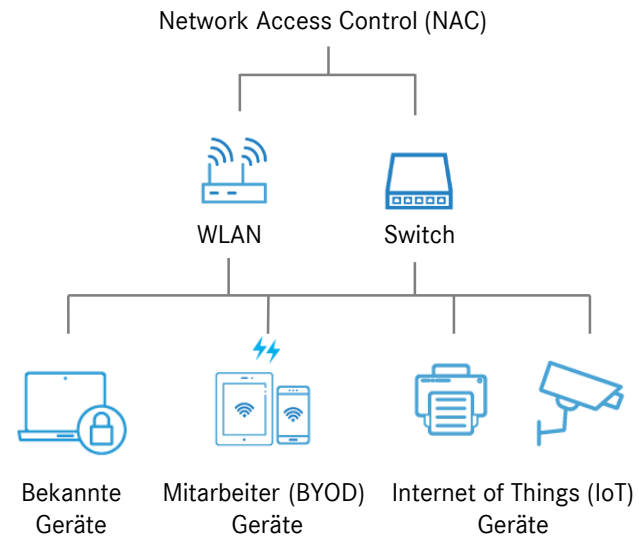 Network Access Control (NAC)
WLAN
Switch
Bekannte
Geräte
Mitarbeiter (BYOD)
Geräte
Internet of Things (IoT)
Geräte